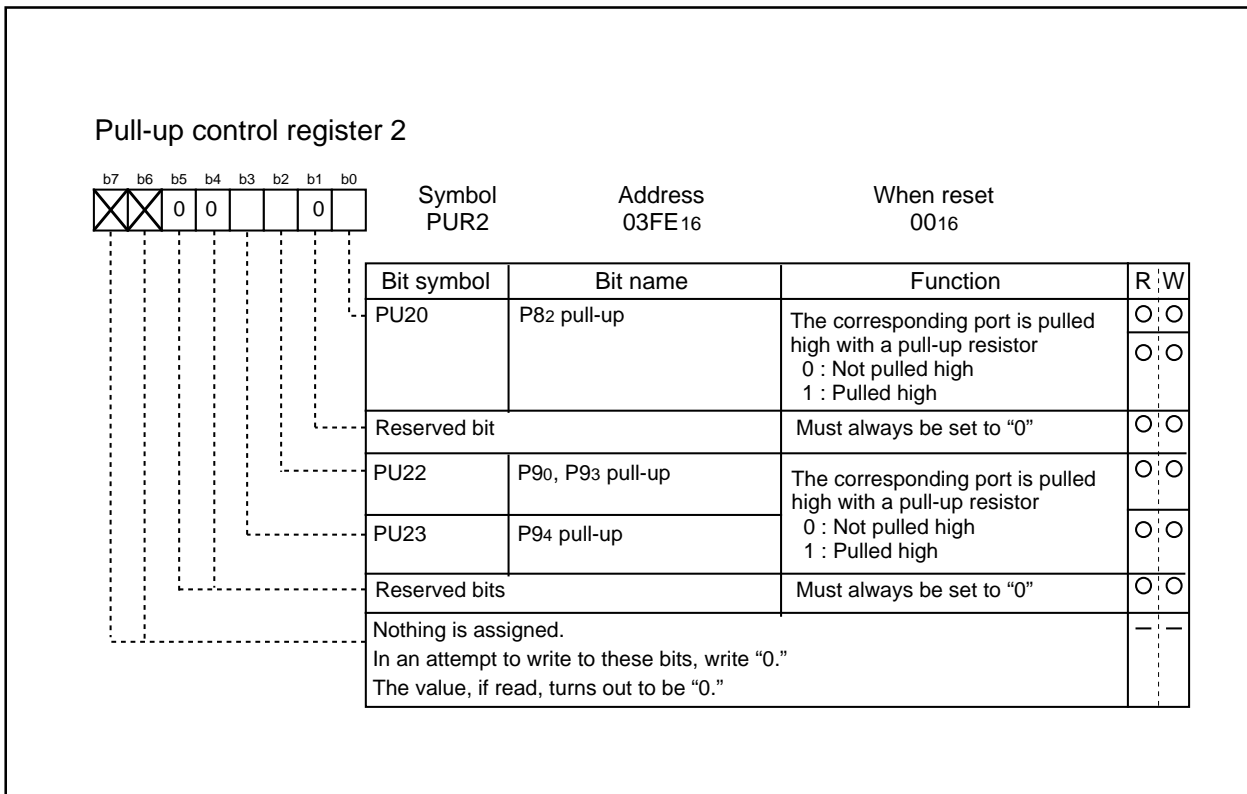 Pull-up control register 2
b7 b6 b5 b4 b3 b2 b1 b0
0 0 0
Symbol Address When reset
PUR2 03FE16 0016
Bit symbol Bit name Function R W
PU20 P82 pull-up The corresponding port is pulled high with a pull-up resistor
0 : Not pulled high
1 : Pulled high
Reserved bit Must always be set to “0”
PU22 P90, P93 pull-up The corresponding port is pulled high with a pull-up resistor
0 : Not pulled high
PU23 P94 pull-up 1 : Pulled high
Reserved bits Must always be set to “0”
Nothing is assigned. – –
In an attempt to write to these bits, write “0.”
The value, if read, turns out to be “0.”